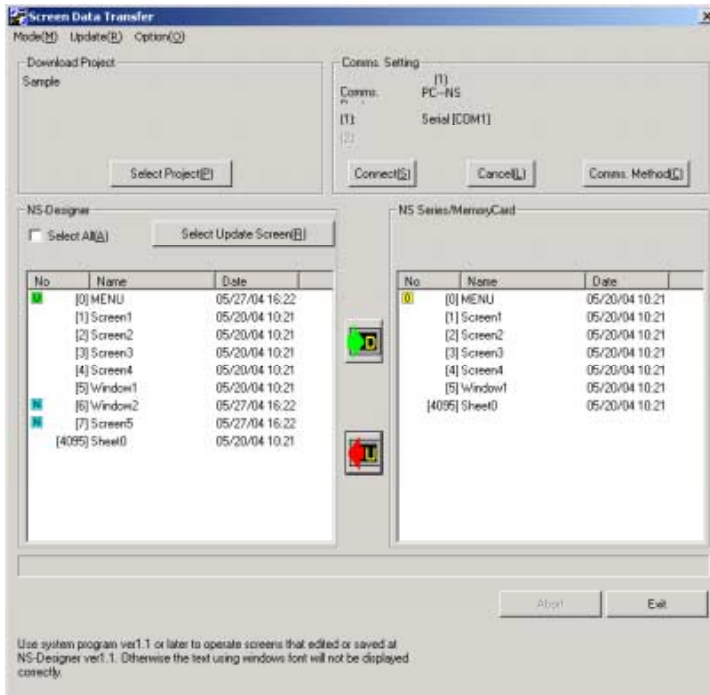 Screen Data Transfer
Mode(M) Update(R) Option(O)
Download Project
Sample
Select Project(P)
Comms. Setting
(1)
Comms. PC--NS
(1): Serial [COM1]
(2):
Connect(S) Cancel(L) Comms. Method(C)
NS-Designer
Select All(A) Select Update Screen(R)
No Name Date
U [0] MENU 05/27/04 16:22
[1] Screen1 05/20/04 10:21
[2] Screen2 05/20/04 10:21
[3] Screen3 05/20/04 10:21
[4] Screen4 05/20/04 10:21
[5] Window1 05/20/04 10:21
N [6] Window2 05/27/04 16:22
N [7] Screen5 05/27/04 16:22
[4095] Sheet0 05/20/04 10:21
D
U
NS Series/MemoryCard
No Name Date
O [0] MENU 05/20/04 10:21
[1] Screen1 05/20/04 10:21
[2] Screen2 05/20/04 10:21
[3] Screen3 05/20/04 10:21
[4] Screen4 05/20/04 10:21
[5] Window1 05/20/04 10:21
[4095] Sheet0 05/20/04 10:21
Abort Exit
Use system program ver1.1 or later to operate screens that edited or saved at
NS-Designer ver1.1. Otherwise the text using windows font will not be displayed
correctly.